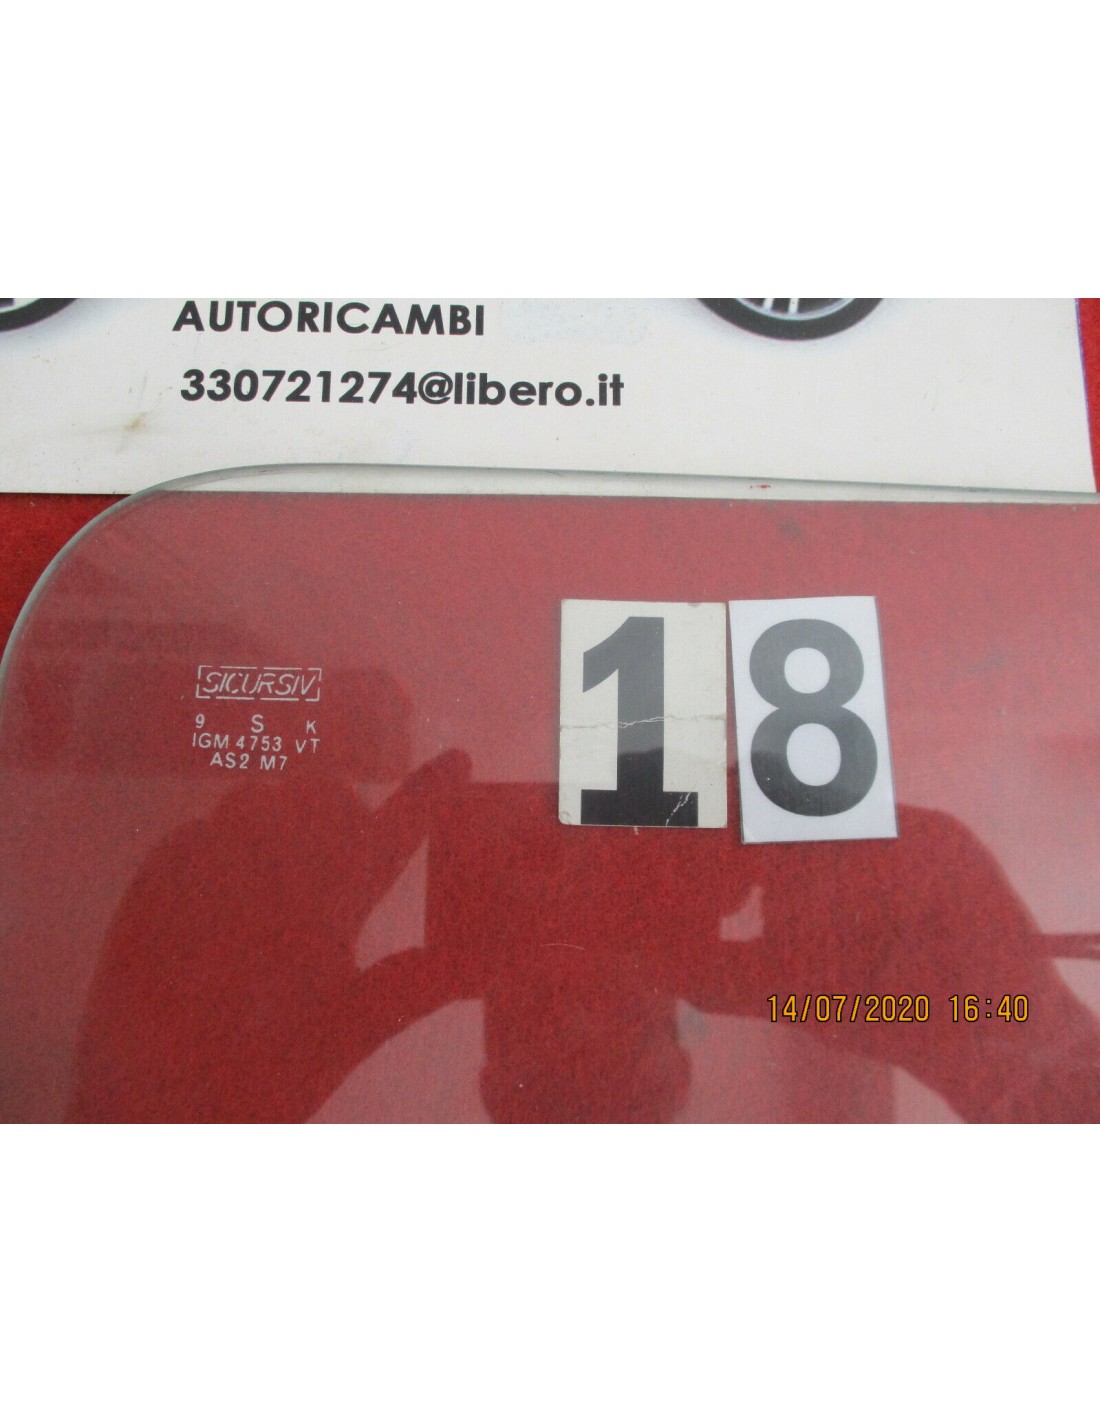 AUTORICAMBI
330721274@libero.it
SICURSIV
9 S K
IGM 4753 VT
AS2 M7
18
14/07/2020 16:40